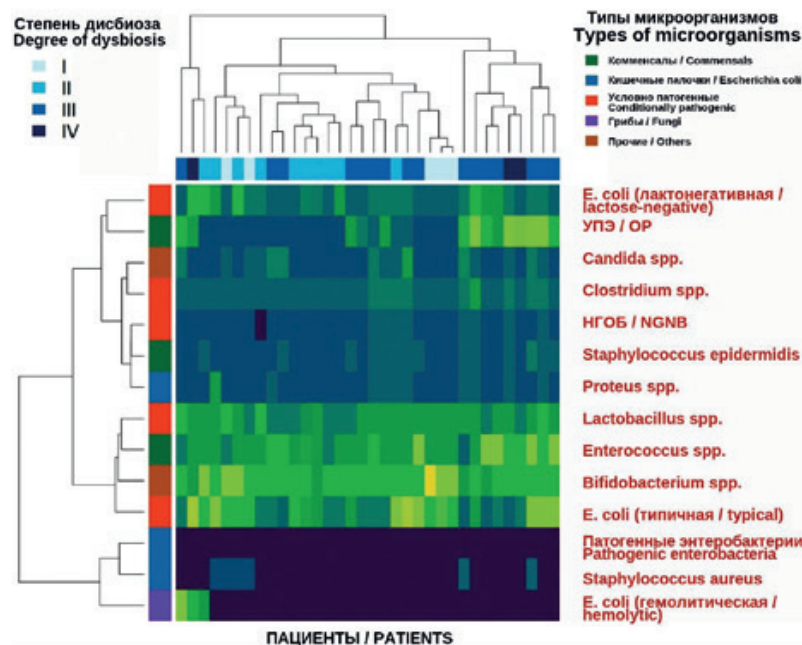 Степень дисбиоза
Degree of dysbiosis
I
II
III
IV
Типы микроорганизмов
Types of microorganisms
Комменсалы / Commensals
Кишечные палочки / Escherichia coli
Условно патогенные
Conditionally pathogenic
Грибы / Fungi
Прочие / Others
E. coli (лактонегативная /
lactose-negative)
УПЭ / OP
Candida spp.
Clostridium spp.
НГОБ / NGNB
Staphylococcus epidermidis
Proteus spp.
Lactobacillus spp.
Enterococcus spp.
Bifidobacterium spp.
E. coli (типичная / typical)
Патогенные энтеробактерии
Pathogenic enterobacteria
Staphylococcus aureus
E. coli (гемолитическая /
hemolytic)
ПАЦИЕНТЫ / PATIENTS